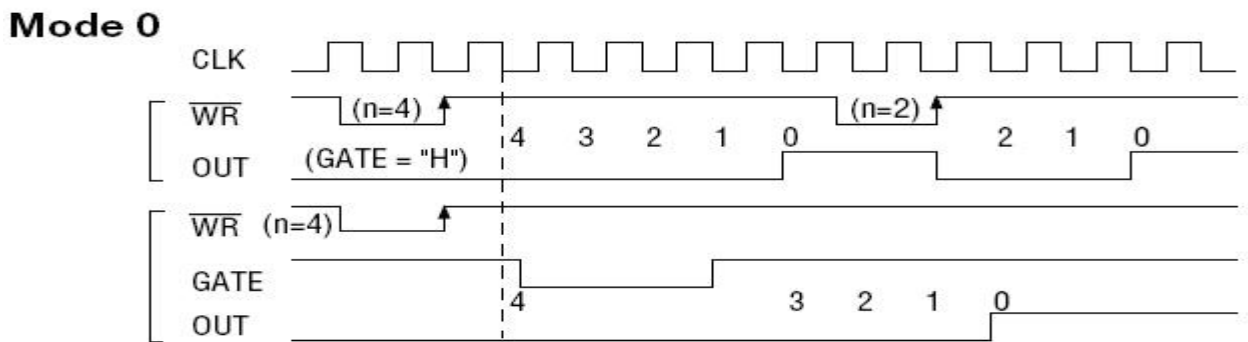 Mode 0
CLK
WR (n=4) (n=2)
4 3 2 1 0 2 1 0
OUT (GATE = "H")
WR (n=4)
GATE
4 3 2 1 0
OUT